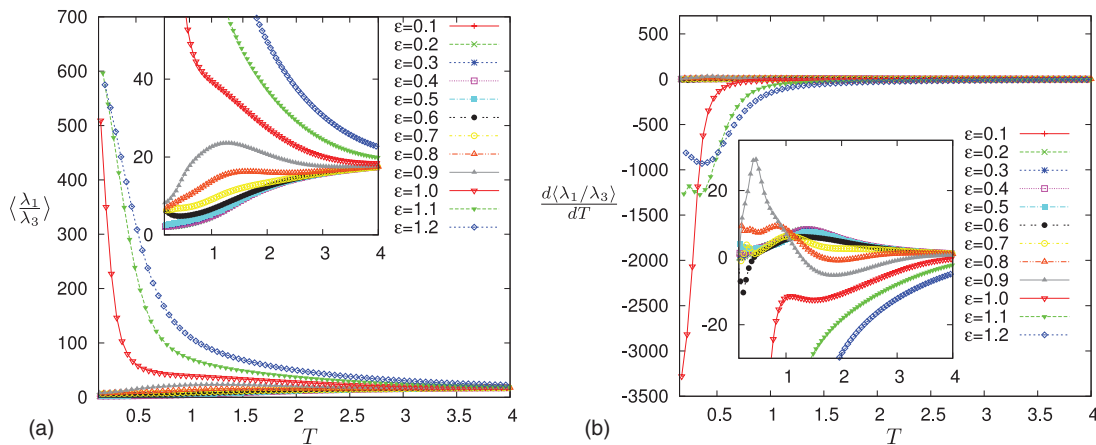 700
600
500
400
300
200
100
0
⟨λ1/λ3⟩
0.5 1 1.5 2 2.5 3 3.5 4
T
(a)
40
20
0
1 2 3 4
ε=0.1
ε=0.2
ε=0.3
ε=0.4
ε=0.5
ε=0.6
ε=0.7
ε=0.8
ε=0.9
ε=1.0
ε=1.1
ε=1.2
500
0
-500
-1000
-1500
-2000
-2500
-3000
-3500
d⟨λ1/λ3⟩
dT
0.5 1 1.5 2 2.5 3 3.5 4
T
(b)
20
0
-20
1 2 3 4
ε=0.1
ε=0.2
ε=0.3
ε=0.4
ε=0.5
ε=0.6
ε=0.7
ε=0.8
ε=0.9
ε=1.0
ε=1.1
ε=1.2